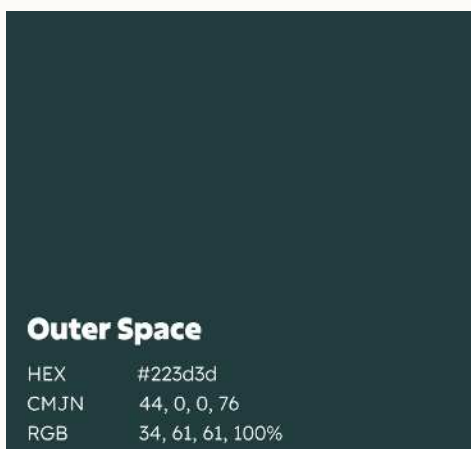 Outer Space
HEX #223d3d
CMJN 44, 0, 0, 76
RGB 34, 61, 61, 100%